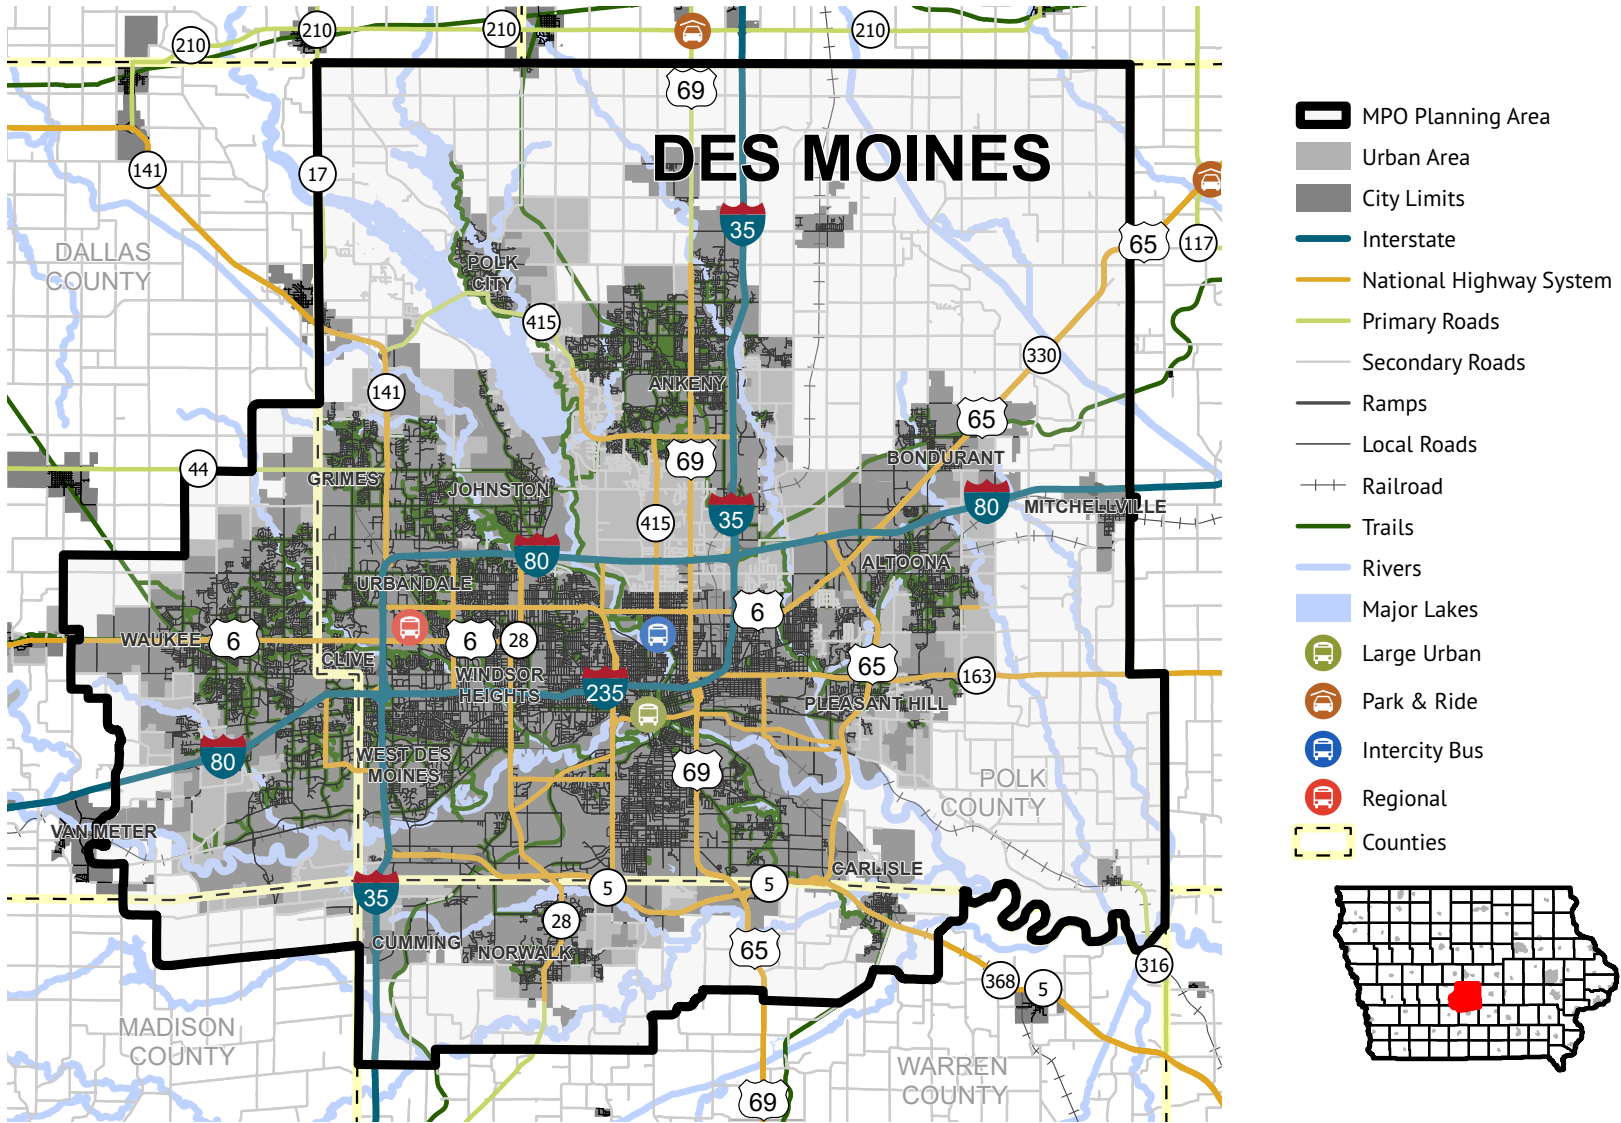 210
210
210
210
69
DES MOINES
141
17
35
65
117
DALLAS
COUNTY
POLK
CITY
415
330
141
ANKENY
65
44
69
BONDURANT
GRIMES
JOHNSTON
80
MITCHELLVILLE
35
415
80
ALTOONA
URBANDALE
6
WAUKEE
6
6
28
CLIVE
65
163
WINDSOR
HEIGHTS
235
PLEASANT HILL
80
WEST DES
MOINES
69
POLK
COUNTY
VAN METER
CARLISLE
35
5
5
28
CUMMING
NORWALK
65
316
368
5
MADISON
COUNTY
WARREN
COUNTY
69
MPO Planning Area
Urban Area
City Limits
Interstate
National Highway System
Primary Roads
Secondary Roads
Ramps
Local Roads
Railroad
Trails
Rivers
Major Lakes
Large Urban
Park & Ride
Intercity Bus
Regional
Counties